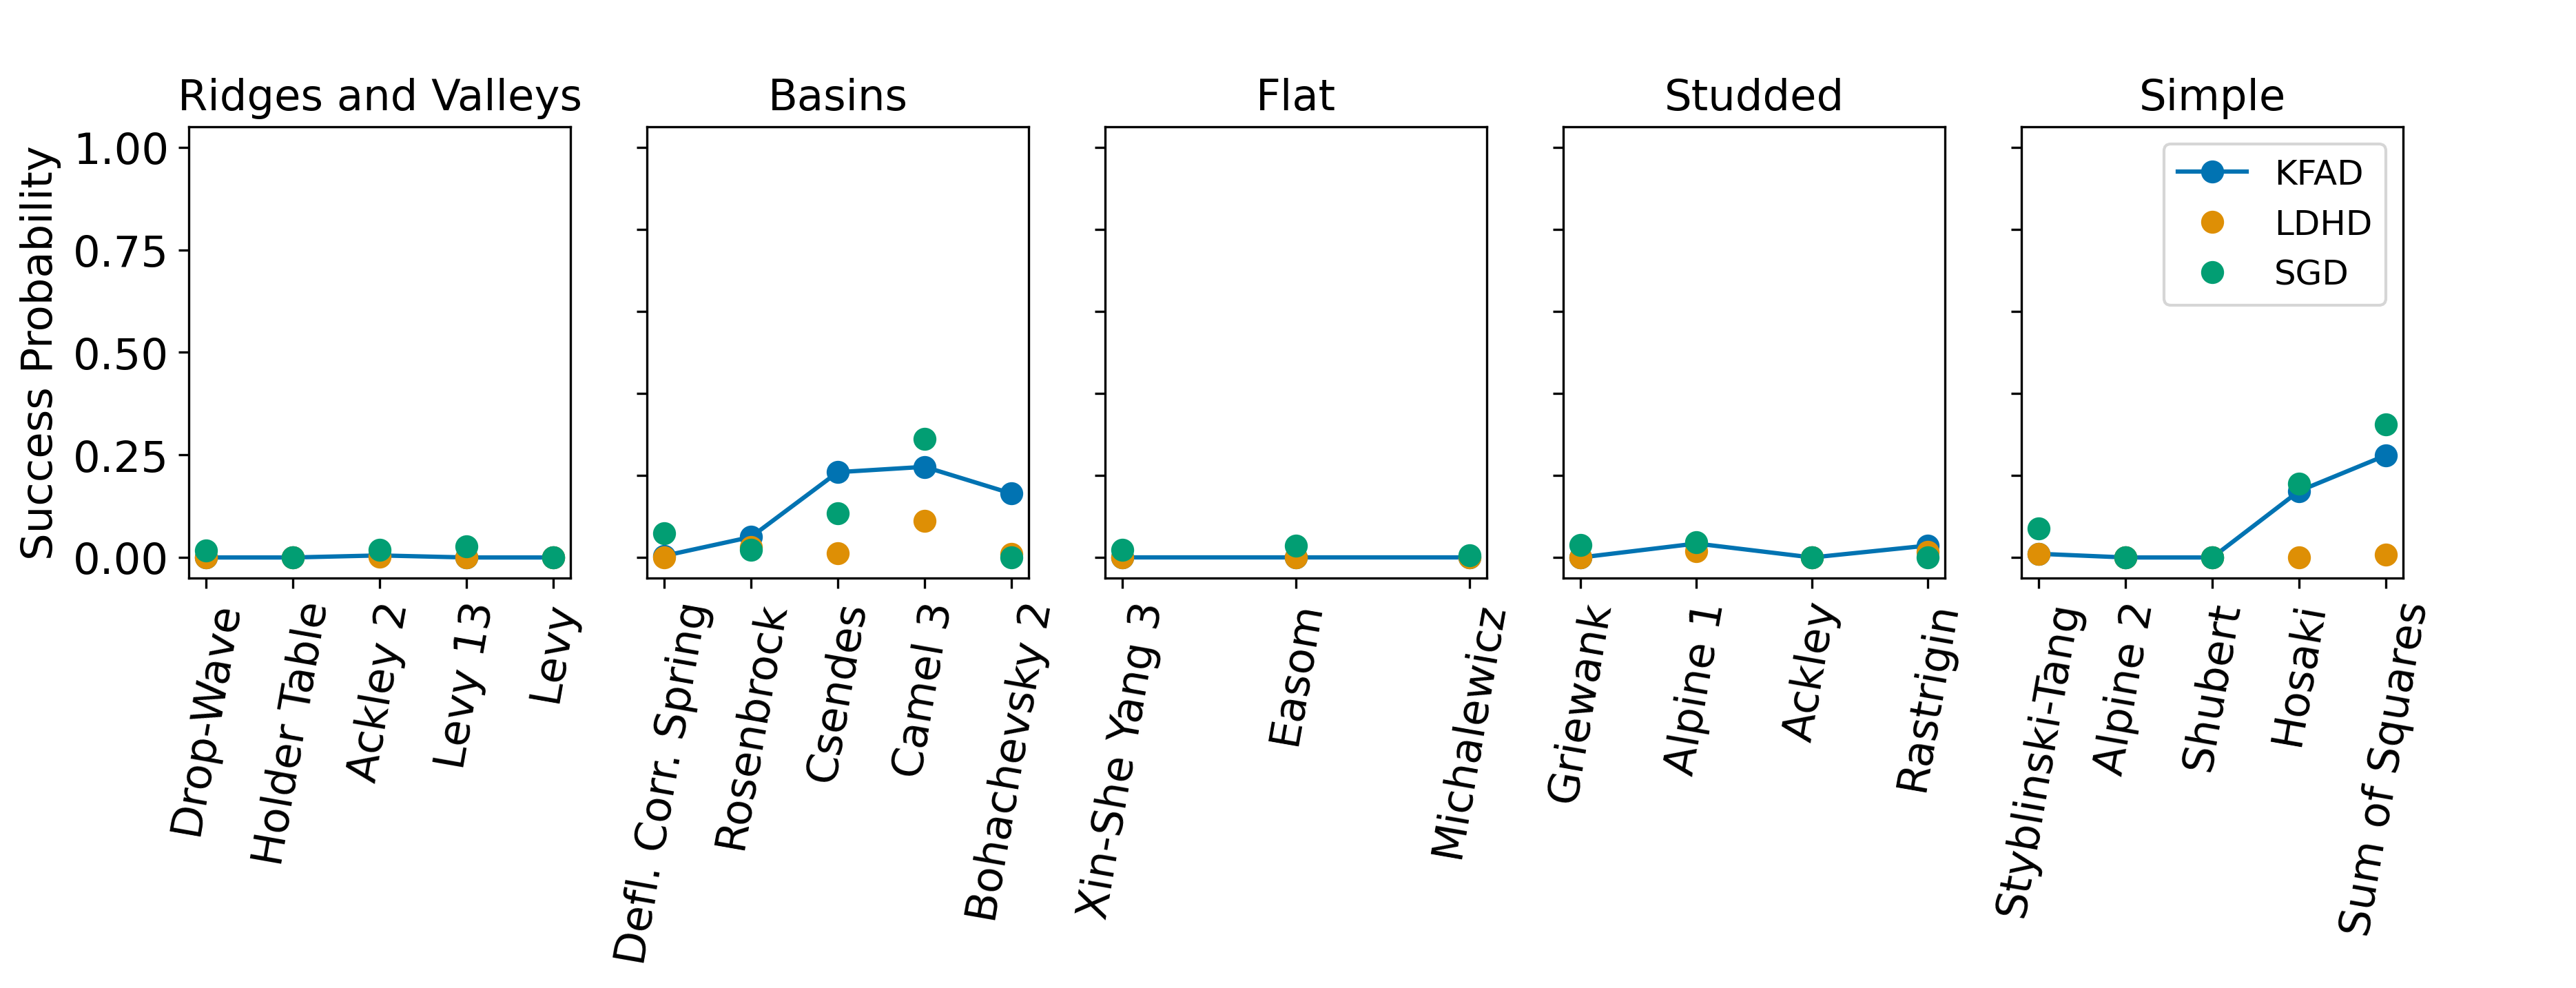 Ridges and Valleys
Basins
Flat
Studded
Simple
Success Probability
1.00
0.75
0.50
0.25
0.00
KFAD
LDHD
SGD
Drop-Wave
Holder Table
Ackley 2
Levy 13
Levy
Defl. Corr. Spring
Rosenbrock
Csendes
Camel 3
Bohachevsky 2
Xin-She Yang 3
Easom
Michalewicz
Griewank
Alpine 1
Ackley
Rastrigin
Styblinski-Tang
Alpine 2
Shubert
Hosaki
Sum of Squares